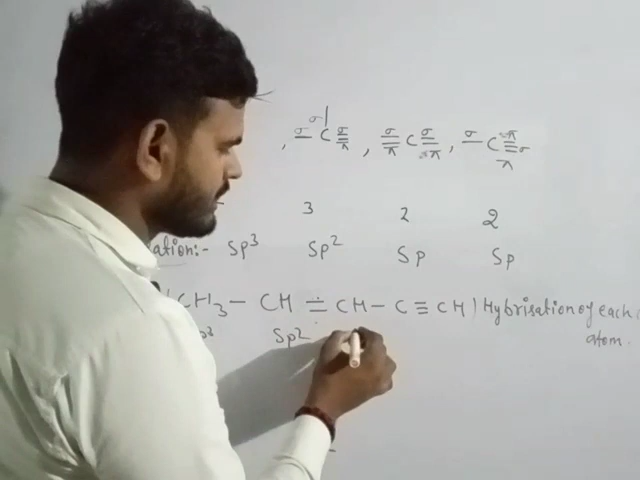 , σ— σ| C σ=π , σ=π C σ=π , σ— C ≡ σ π π
3 2 2
ation:- Sp³ Sp² Sp Sp
CH₃ – CH = CH – C ≡ CH | Hybrisation of each
Sp² atom.